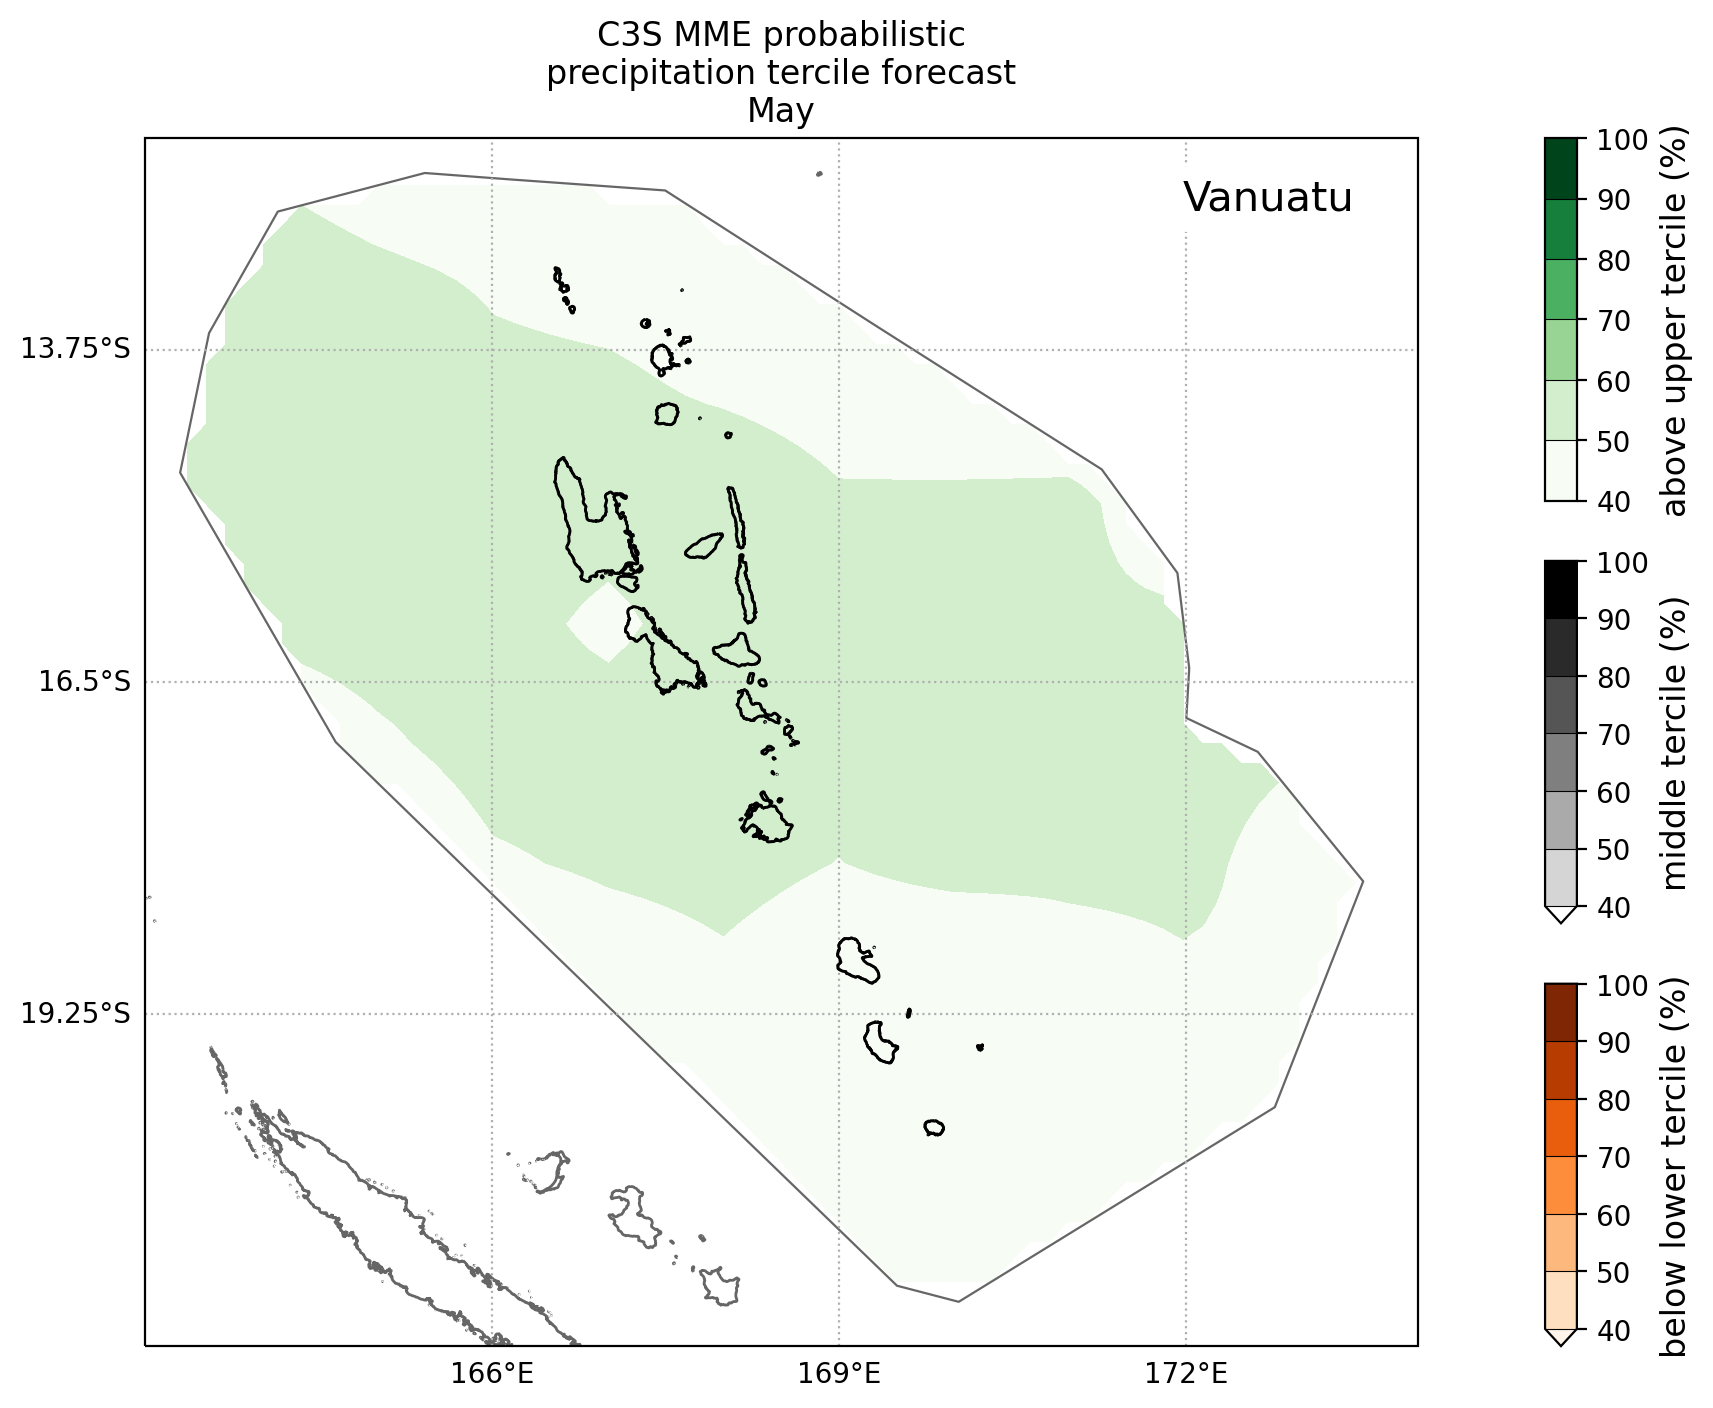 C3S MME probabilistic
precipitation tercile forecast
May
Vanuatu
13.75°S
16.5°S
19.25°S
166°E
169°E
172°E
100
90
80
70
60
50
40
above upper tercile (%)
100
90
80
70
60
50
40
middle tercile (%)
100
90
80
70
60
50
40
below lower tercile (%)